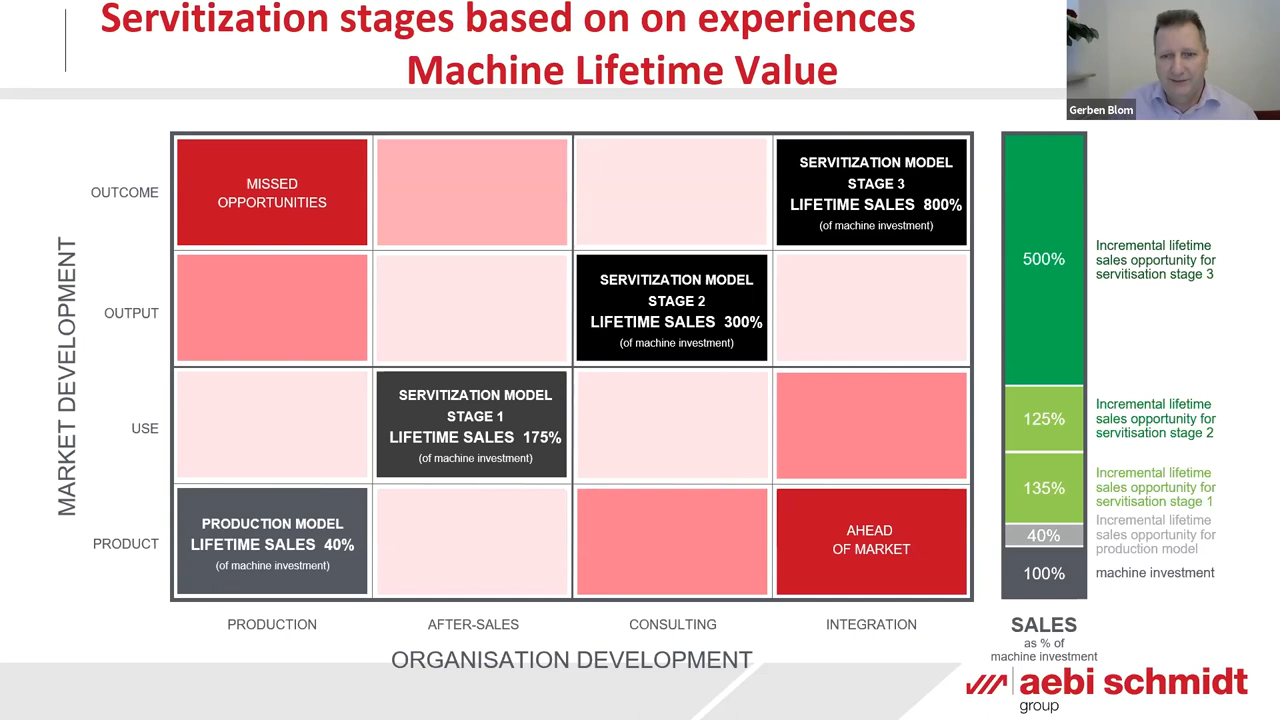 Servitization stages based on on experiences
Machine Lifetime Value
Gerben Blom
MARKET DEVELOPMENT
OUTCOME
OUTPUT
USE
PRODUCT
MISSED
OPPORTUNITIES
SERVITIZATION MODEL
STAGE 3
LIFETIME SALES 800%
(of machine investment)
SERVITIZATION MODEL
STAGE 2
LIFETIME SALES 300%
(of machine investment)
SERVITIZATION MODEL
STAGE 1
LIFETIME SALES 175%
(of machine investment)
PRODUCTION MODEL
LIFETIME SALES 40%
(of machine investment)
AHEAD
OF MARKET
PRODUCTION
AFTER-SALES
CONSULTING
INTEGRATION
ORGANISATION DEVELOPMENT
500%
Incremental lifetime
sales opportunity for
servitisation stage 3
125%
Incremental lifetime
sales opportunity for
servitisation stage 2
135%
Incremental lifetime
sales opportunity for
servitisation stage 1
40%
Incremental lifetime
sales opportunity for
production model
100%
machine investment
SALES
as % of
machine investment
aebi schmidt
group